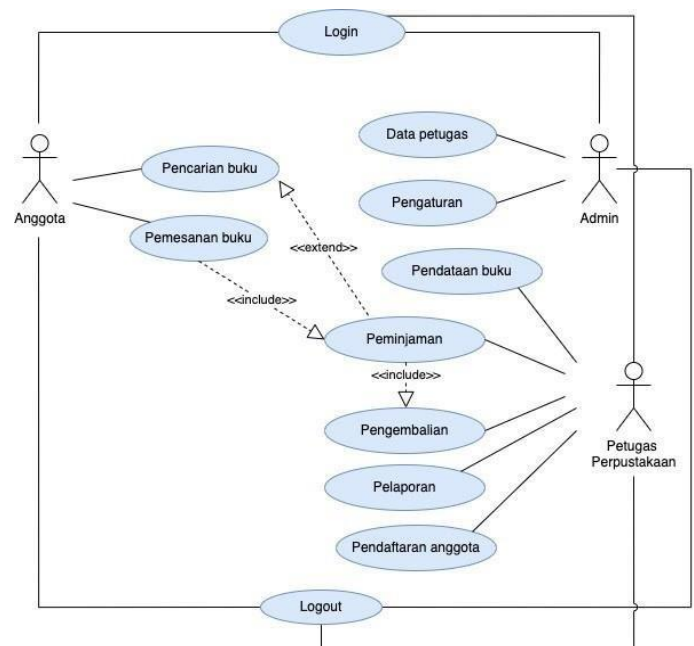 Login
Data petugas
Pencarian buku
Pengaturan
Anggota
Admin
Pemesanan buku
<<extend>>
Pendataan buku
<<include>>
Peminjaman
<<include>>
Pengembalian
Petugas
Perpustakaan
Pelaporan
Pendaftaran anggota
Logout